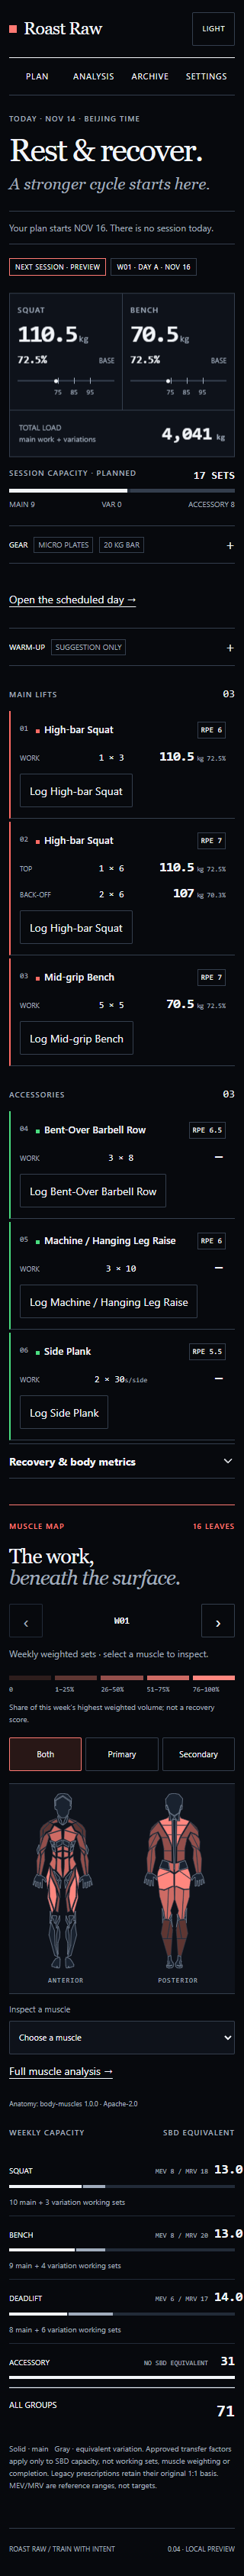 Roast Raw
LIGHT
PLAN ANALYSIS ARCHIVE SETTINGS
TODAY · NOV 14 · BEIJING TIME
Rest & recover.
A stronger cycle starts here.
Your plan starts NOV 16. There is no session today.
NEXT SESSION · PREVIEW W01 · DAY A · NOV 16
SQUAT BENCH
110.5kg 70.5kg
72.5% BASE 72.5% BASE
75 85 95 75 85 95
TOTAL LOAD
main work + variations
4,041 kg
SESSION CAPACITY · PLANNED 17 SETS
MAIN 9 VAR 0 ACCESSORY 8
GEAR MICRO PLATES 20 KG BAR +
Open the scheduled day →
WARM-UP SUGGESTION ONLY +
MAIN LIFTS 03
01 High-bar Squat RPE 6
WORK 1 × 3 110.5 kg 72.5%
Log High-bar Squat
02 High-bar Squat RPE 7
TOP 1 × 6 110.5 kg 72.5%
BACK-OFF 2 × 6 107 kg 70.3%
Log High-bar Squat
03 Mid-grip Bench RPE 7
WORK 5 × 5 70.5 kg 72.5%
Log Mid-grip Bench
ACCESSORIES 03
04 Bent-Over Barbell Row RPE 6.5
WORK 3 × 8 —
Log Bent-Over Barbell Row
05 Machine / Hanging Leg Raise RPE 6
WORK 3 × 10 —
Log Machine / Hanging Leg Raise
06 Side Plank RPE 5.5
WORK 2 × 30s/side —
Log Side Plank
Recovery & body metrics
MUSCLE MAP 16 LEAVES
The work,
beneath the surface.
‹ W01 ›
Weekly weighted sets · select a muscle to inspect.
0 1–25% 26–50% 51–75% 76–100%
Share of this week's highest weighted volume; not a recovery
score.
Both Primary Secondary
ANTERIOR POSTERIOR
Inspect a muscle
Choose a muscle
Full muscle analysis →
Anatomy: body-muscles 1.0.0 · Apache-2.0
WEEKLY CAPACITY SBD EQUIVALENT
SQUAT MEV 8 / MRV 18 13.0
10 main + 3 variation working sets
BENCH MEV 8 / MRV 20 13.0
9 main + 4 variation working sets
DEADLIFT MEV 6 / MRV 17 14.0
8 main + 6 variation working sets
ACCESSORY NO SBD EQUIVALENT 31
ALL GROUPS 71
Solid · main Gray · equivalent variation. Approved transfer factors
apply only to SBD capacity, not working sets, muscle weighting or
completion. Legacy prescriptions retain their original 1:1 basis.
MEV/MRV are reference ranges, not targets.
ROAST RAW / TRAIN WITH INTENT 0.04 · LOCAL PREVIEW